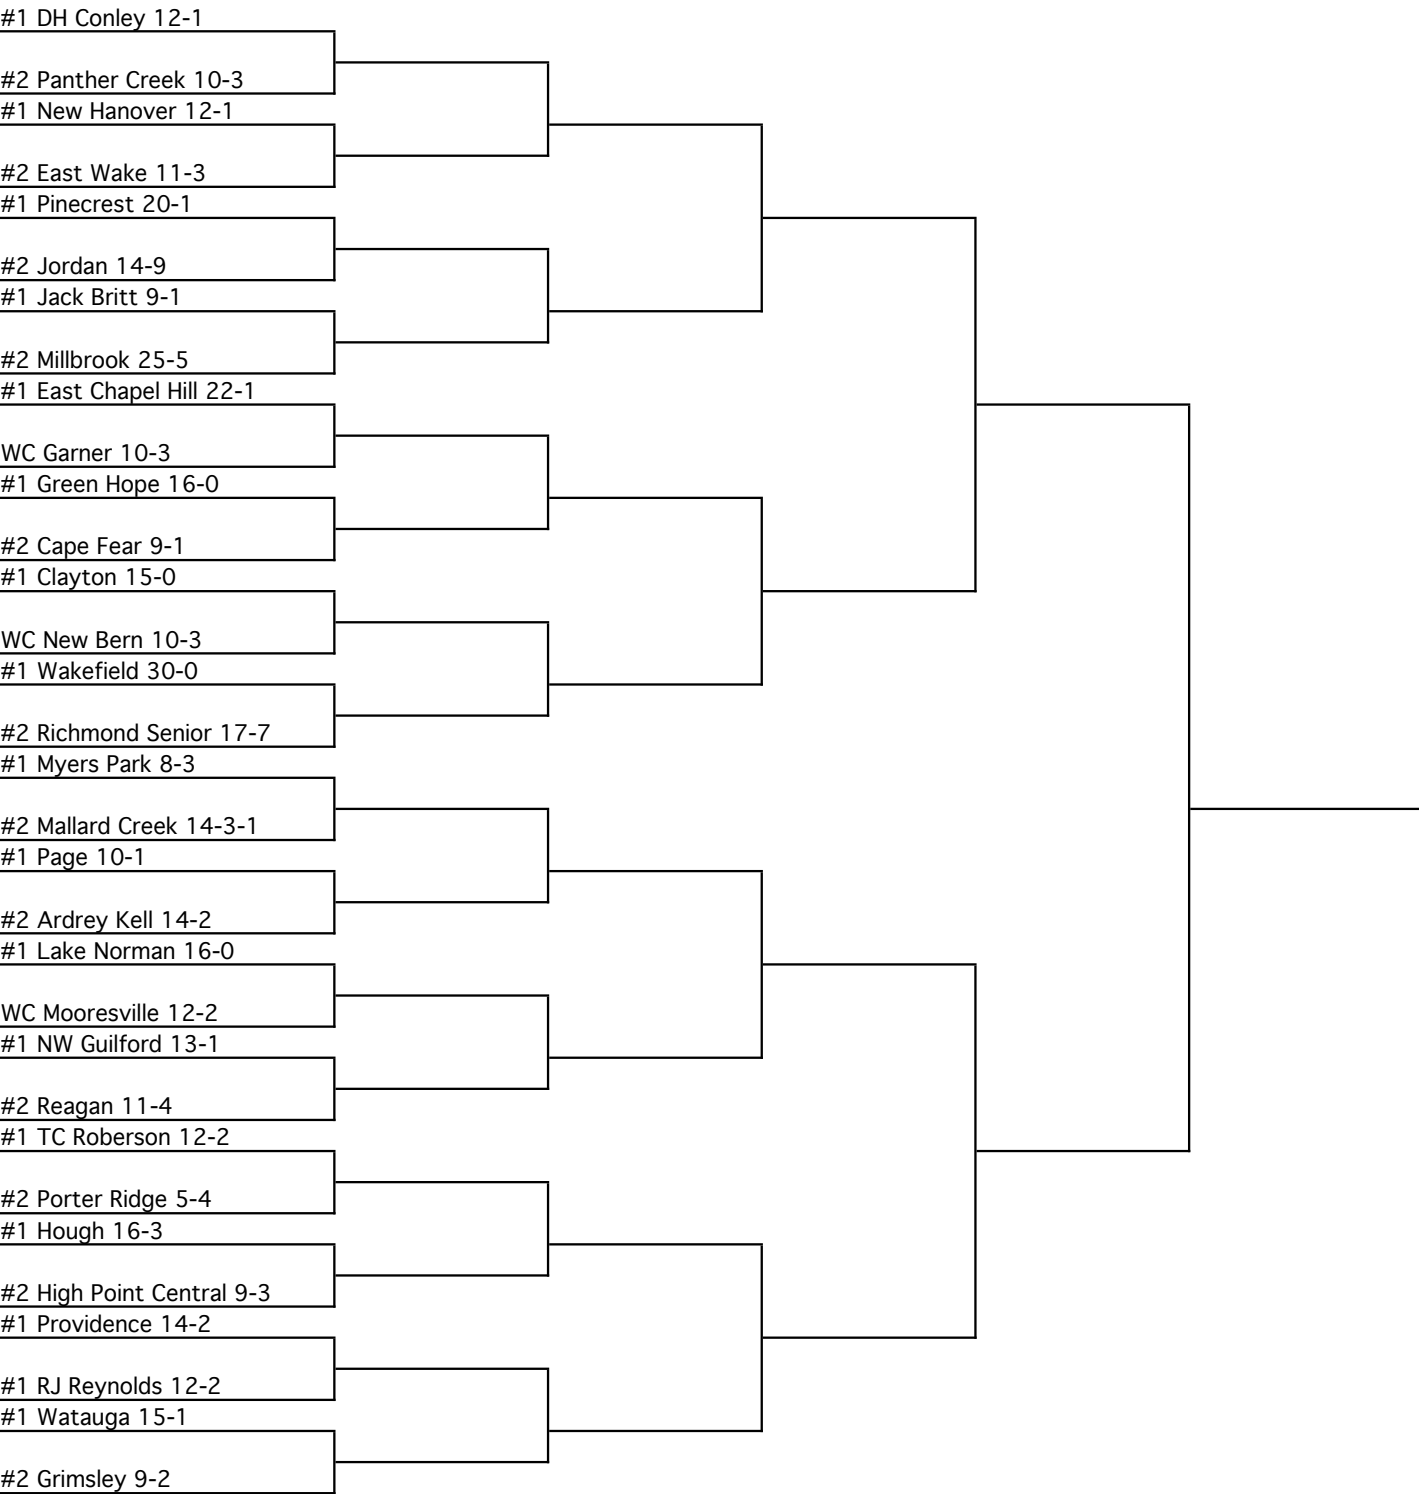 #1 DH Conley 12-1
#2 Panther Creek 10-3
#1 New Hanover 12-1
#2 East Wake 11-3
#1 Pinecrest 20-1
#2 Jordan 14-9
#1 Jack Britt 9-1
#2 Millbrook 25-5
#1 East Chapel Hill 22-1
WC Garner 10-3
#1 Green Hope 16-0
#2 Cape Fear 9-1
#1 Clayton 15-0
WC New Bern 10-3
#1 Wakefield 30-0
#2 Richmond Senior 17-7
#1 Myers Park 8-3
#2 Mallard Creek 14-3-1
#1 Page 10-1
#2 Ardrey Kell 14-2
#1 Lake Norman 16-0
WC Mooresville 12-2
#1 NW Guilford 13-1
#2 Reagan 11-4
#1 TC Roberson 12-2
#2 Porter Ridge 5-4
#1 Hough 16-3
#2 High Point Central 9-3
#1 Providence 14-2
#1 RJ Reynolds 12-2
#1 Watauga 15-1
#2 Grimsley 9-2